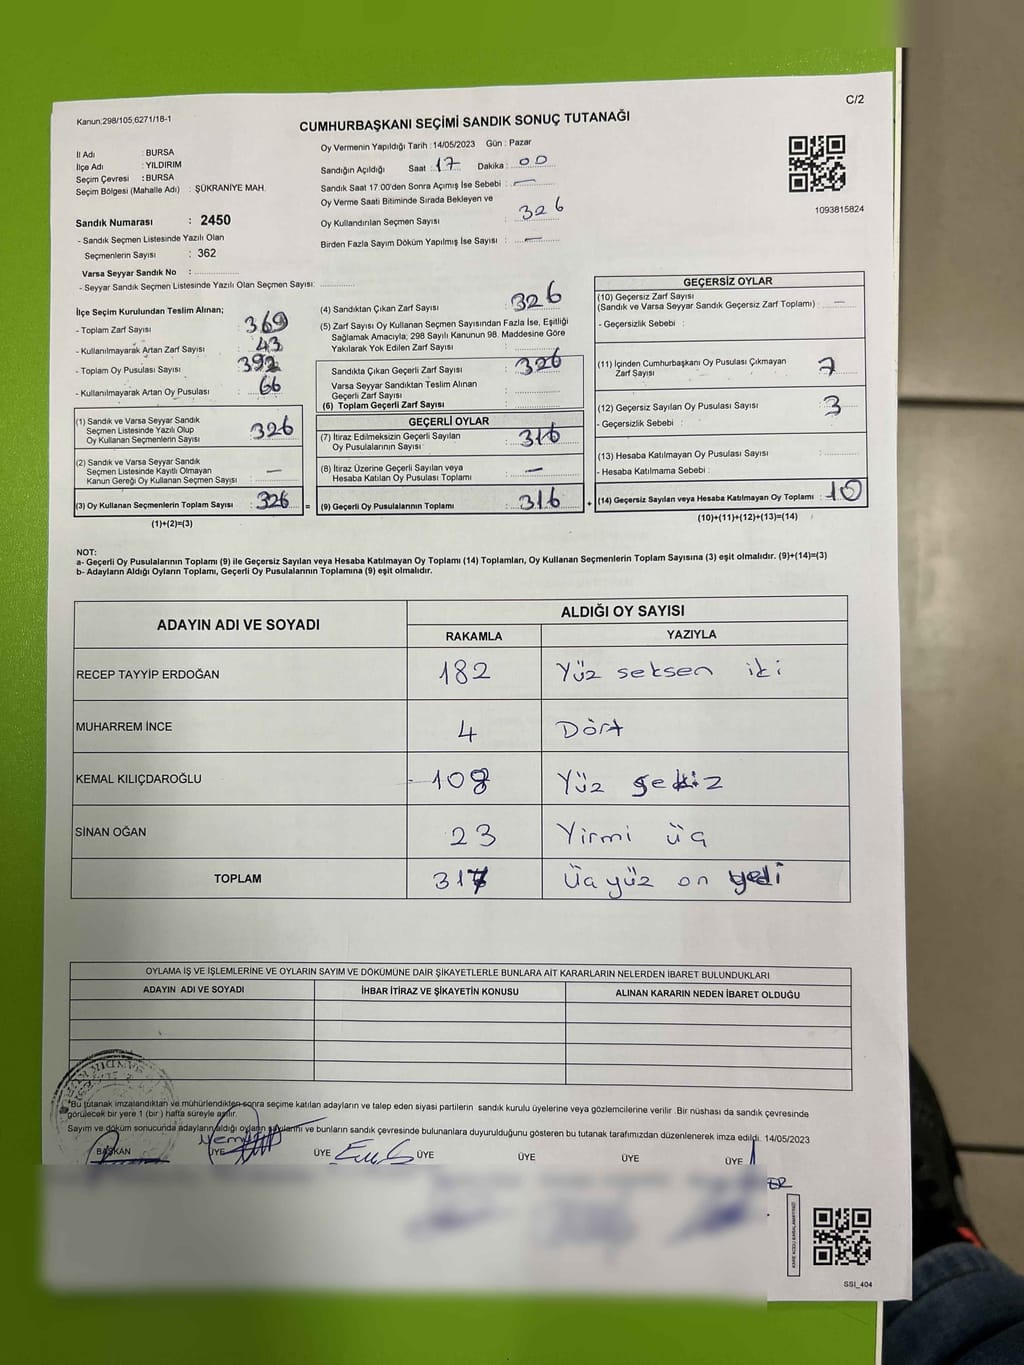 C/2
Kanun:298/105,6271/18-1
CUMHURBAŞKANI SEÇİMİ SANDIK SONUÇ TUTANAĞI
İl Adı : BURSA
İlçe Adı : YILDIRIM
Seçim Çevresi : BURSA
Seçim Bölgesi (Mahalle Adı) : ŞÜKRANİYE MAH.
Sandık Numarası : 2450
- Sandık Seçmen Listesinde Yazılı Olan
Seçmenlerin Sayısı : 362
Varsa Seyyar Sandık No :
- Seyyar Sandık Seçmen Listesinde Yazılı Olan Seçmen Sayısı:
Oy Vermenin Yapıldığı Tarih : 14/05/2023 Gün : Pazar
Sandığın Açıldığı Saat : 17 Dakika : 00
Sandık Saat 17.00'den Sonra Açımış İse Sebebi : —
Oy Verme Saati Bitiminde Sırada Bekleyen ve
Oy Kullandırılan Seçmen Sayısı : 326
Birden Fazla Sayım Döküm Yapılmış İse Sayısı : —
1093815824
İlçe Seçim Kurulundan Teslim Alınan;
- Toplam Zarf Sayısı : 369
- Kullanılmayarak Artan Zarf Sayısı : 43
- Toplam Oy Pusulası Sayısı : 392
- Kullanılmayarak Artan Oy Pusulası : 66
(1) Sandık ve Varsa Seyyar Sandık
Seçmen Listesinde Yazılı Olup
Oy Kullanan Seçmenlerin Sayısı : 326
(2) Sandık ve Varsa Seyyar Sandık
Seçmen Listesinde Kayıtlı Olmayan
Kanun Gereği Oy Kullanan Seçmen Sayısı : —
(3) Oy Kullanan Seçmenlerin Toplam Sayısı : 326
(1)+(2)=(3)
(4) Sandıktan Çıkan Zarf Sayısı : 326
(5) Zarf Sayısı Oy Kullanan Seçmen Sayısından Fazla İse, Eşitliği
Sağlamak Amacıyla; 298 Sayılı Kanunun 98. Maddesine Göre
Yakılarak Yok Edilen Zarf Sayısı :
Sandıkta Çıkan Geçerli Zarf Sayısı : 326
Varsa Seyyar Sandıktan Teslim Alınan
Geçerli Zarf Sayısı :
(6) Toplam Geçerli Zarf Sayısı :
GEÇERLİ OYLAR
(7) İtiraz Edilmeksizin Geçerli Sayılan
Oy Pusulalarının Sayısı : 316
(8) İtiraz Üzerine Geçerli Sayılan veya
Hesaba Katılan Oy Pusulası Toplamı : —
= (9) Geçerli Oy Pusulalarının Toplamı : 316
GEÇERSİZ OYLAR
(10) Geçersiz Zarf Sayısı
(Sandık ve Varsa Seyyar Sandık Geçersiz Zarf Toplamı) : —
- Geçersizlik Sebebi :
(11) İçinden Cumhurbaşkanı Oy Pusulası Çıkmayan
Zarf Sayısı : 7
(12) Geçersiz Sayılan Oy Pusulası Sayısı : 3
- Geçersizlik Sebebi :
(13) Hesaba Katılmayan Oy Pusulası Sayısı :
- Hesaba Katılmama Sebebi :
+ (14) Geçersiz Sayılan veya Hesaba Katılmayan Oy Toplamı : 10
(10)+(11)+(12)+(13)=(14)
NOT:
a- Geçerli Oy Pusulalarının Toplamı (9) ile Geçersiz Sayılan veya Hesaba Katılmayan Oy Toplamı (14) Toplamları, Oy Kullanan Seçmenlerin Toplam Sayısına (3) eşit olmalıdır. (9)+(14)=(3)
b- Adayların Aldığı Oyların Toplamı, Geçerli Oy Pusulalarının Toplamına (9) eşit olmalıdır.
ADAYIN ADI VE SOYADI ALDIĞI OY SAYISI
RAKAMLA YAZIYLA
RECEP TAYYİP ERDOĞAN 182 Yüz seksen iki
MUHARREM İNCE 4 Dört
KEMAL KILIÇDAROĞLU 108 Yüz sekiz
SİNAN OĞAN 23 Yirmi üç
TOPLAM 317 Üçyüz on yedi
OYLAMA İŞ VE İŞLEMLERİNE VE OYLARIN SAYIM VE DÖKÜMÜNE DAİR ŞİKAYETLERLE BUNLARA AİT KARARLARIN NELERDEN İBARET BULUNDUKLARI
ADAYIN ADI VE SOYADI İHBAR İTİRAZ VE ŞİKAYETİN KONUSU ALINAN KARARIN NEDEN İBARET OLDUĞU
*Bu tutanak imzalandıktan ve mühürlendikten sonra seçime katılan adayların ve talep eden siyasi partilerin sandık kurulu üyelerine veya gözlemcilerine verilir .Bir nüshası da sandık çevresinde
görülecek bir yere 1 (bir ) hafta süreyle asılır.
Sayım ve döküm sonucunda adayların aldığı oyların sayılarını ve bunların sandık çevresinde bulunanlara duyurulduğunu gösteren bu tutanak tarafımızdan düzenlenerek imza edildi. 14/05/2023
BAŞKAN ÜYE ÜYE ÜYE ÜYE ÜYE ÜYE
SSI_404